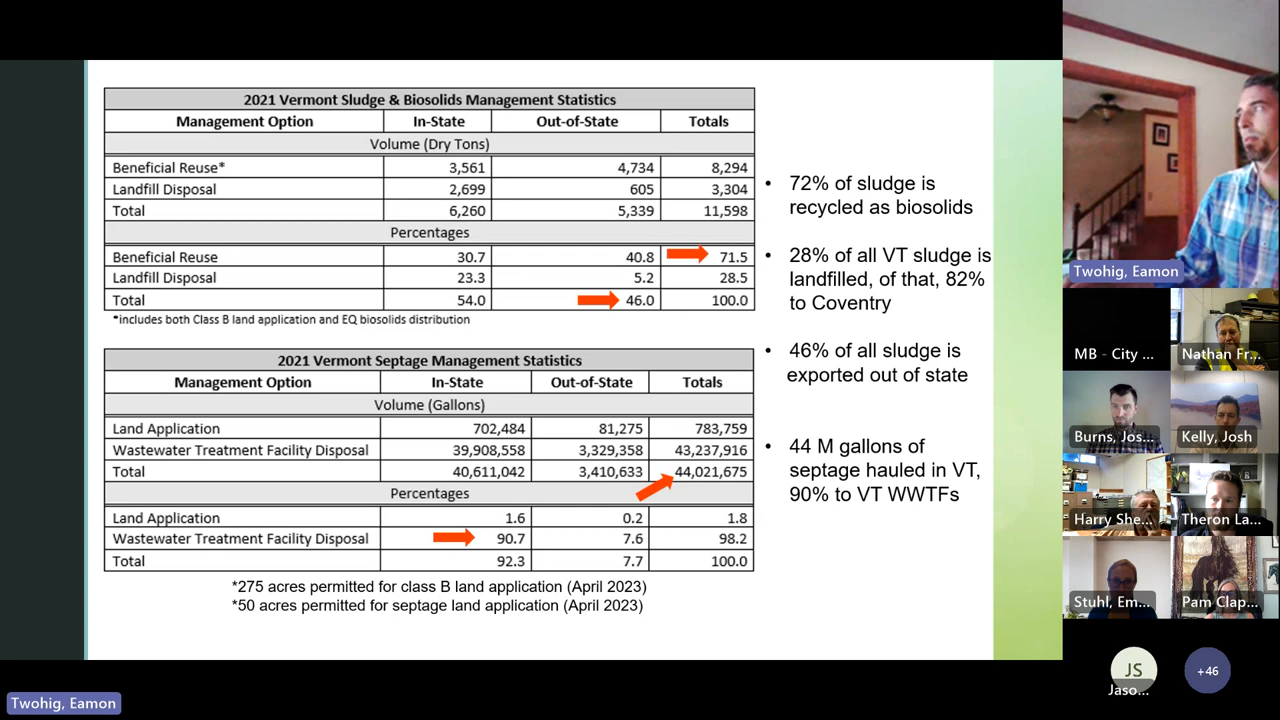 2021 Vermont Sludge & Biosolids Management Statistics
Management Option In-State Out-of-State Totals
Volume (Dry Tons)
Beneficial Reuse* 3,561 4,734 8,294
Landfill Disposal 2,699 605 3,304
Total 6,260 5,339 11,598
Percentages
Beneficial Reuse 30.7 40.8 71.5
Landfill Disposal 23.3 5.2 28.5
Total 54.0 46.0 100.0
*includes both Class B land application and EQ biosolids distribution
2021 Vermont Septage Management Statistics
Management Option In-State Out-of-State Totals
Volume (Gallons)
Land Application 702,484 81,275 783,759
Wastewater Treatment Facility Disposal 39,908,558 3,329,358 43,237,916
Total 40,611,042 3,410,633 44,021,675
Percentages
Land Application 1.6 0.2 1.8
Wastewater Treatment Facility Disposal 90.7 7.6 98.2
Total 92.3 7.7 100.0
*275 acres permitted for class B land application (April 2023)
*50 acres permitted for septage land application (April 2023)
• 72% of sludge is
recycled as biosolids
• 28% of all VT sludge is
landfilled, of that, 82%
to Coventry
• 46% of all sludge is
exported out of state
• 44 M gallons of
septage hauled in VT,
90% to VT WWTFs
Twohig, Eamon
MB - City ...
Nathan Fr...
Burns, Jos...
Kelly, Josh
Harry She...
Theron La...
Stuhl, Em...
Pam Clap...
JS
Jaso...
+46
Twohig, Eamon